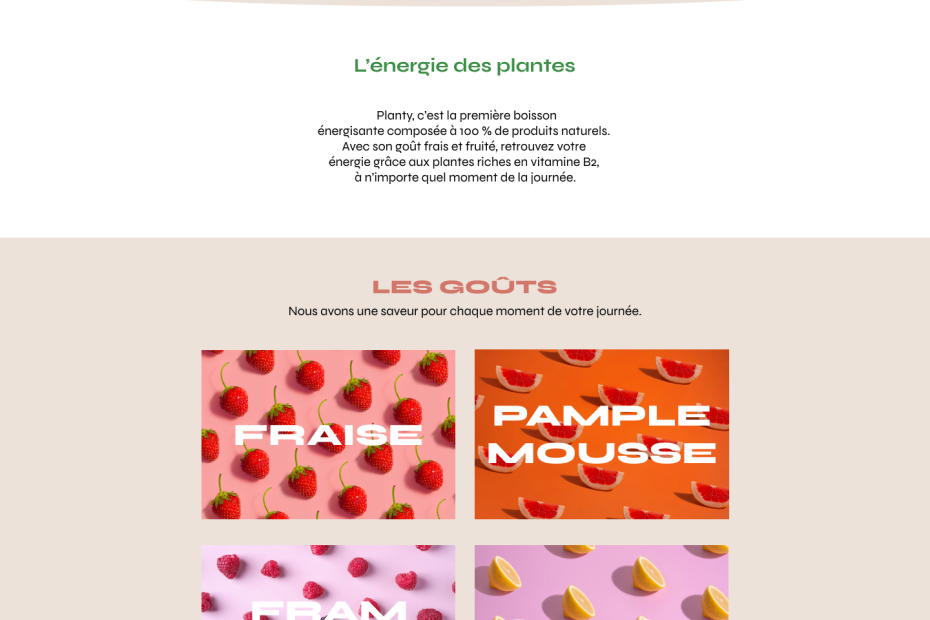 L’énergie des plantes
Planty, c’est la première boisson
énergisante composée à 100 % de produits naturels.
Avec son goût frais et fruité, retrouvez votre
énergie grâce aux plantes riches en vitamine B2,
à n’importe quel moment de la journée.
LES GOÛTS
Nous avons une saveur pour chaque moment de votre journée.
FRAISE
PAMPLE
MOUSSE
FRAM